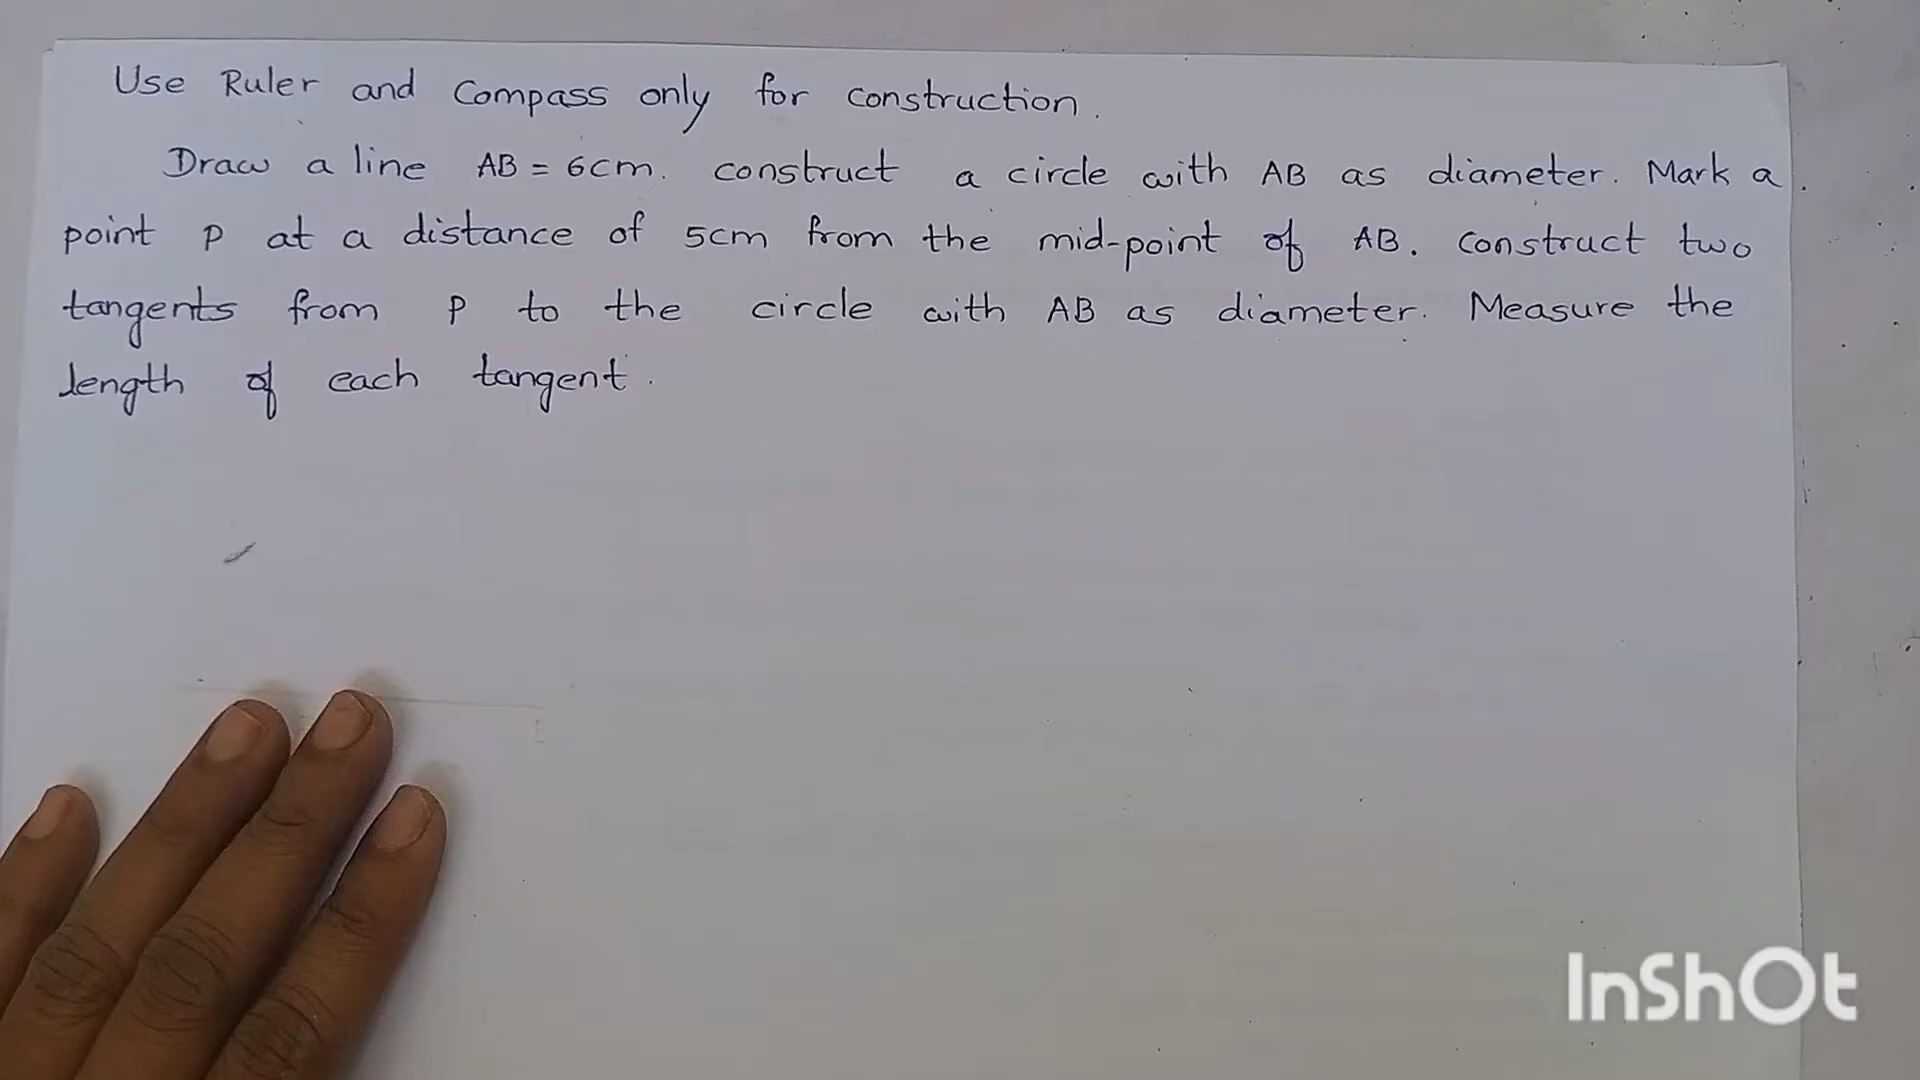 Use Ruler and Compass only for construction.
Draw a line AB = 6cm. construct a circle with AB as diameter. Mark a
point P at a distance of 5cm from the mid-point of AB. construct two
tangents from P to the circle with AB as diameter. Measure the
length of each tangent.
InShOt